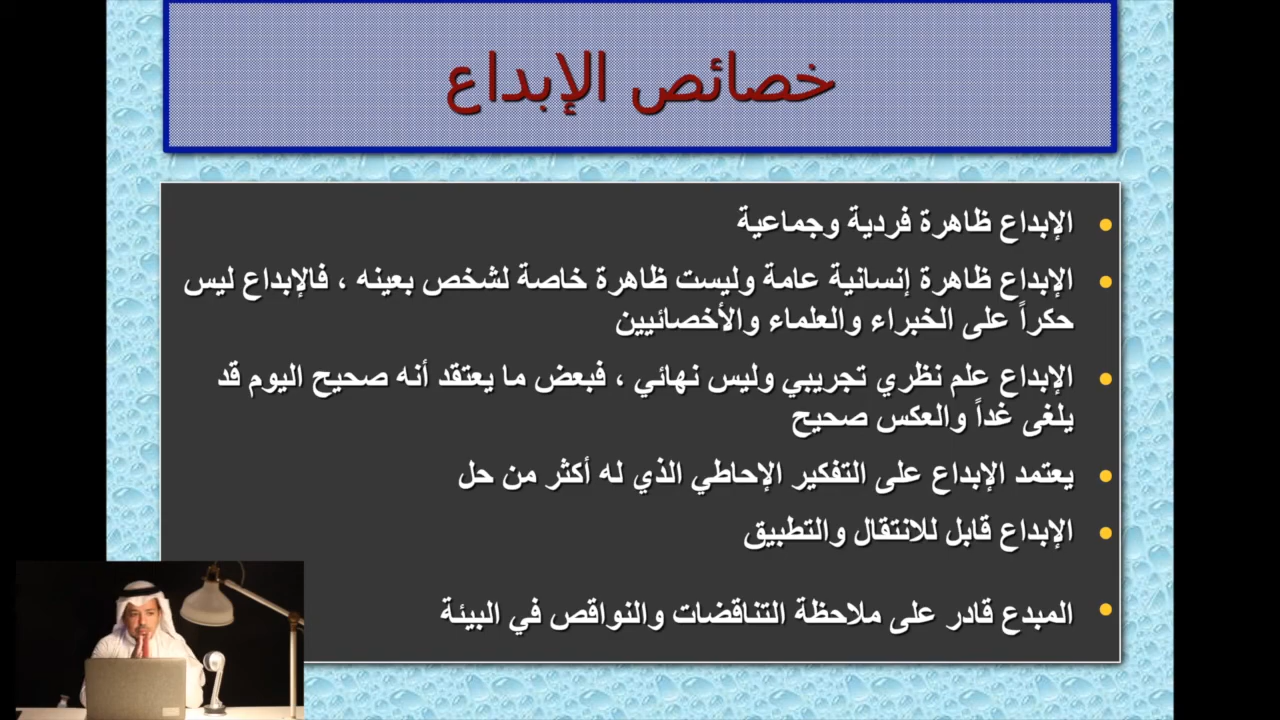 خصائص الإبداع
الإبداع ظاهرة فردية وجماعية
الإبداع ظاهرة إنسانية عامة وليست ظاهرة خاصة لشخص بعينه ، فالإبداع ليس
حكراً على الخبراء والعلماء والأخصائيين
الإبداع علم نظري تجريبي وليس نهائي ، فبعض ما يعتقد أنه صحيح اليوم قد
يلغى غداً والعكس صحيح
يعتمد الإبداع على التفكير الإحاطي الذي له أكثر من حل
الإبداع قابل للانتقال والتطبيق
المبدع قادر على ملاحظة التناقضات والنواقص في البيئة